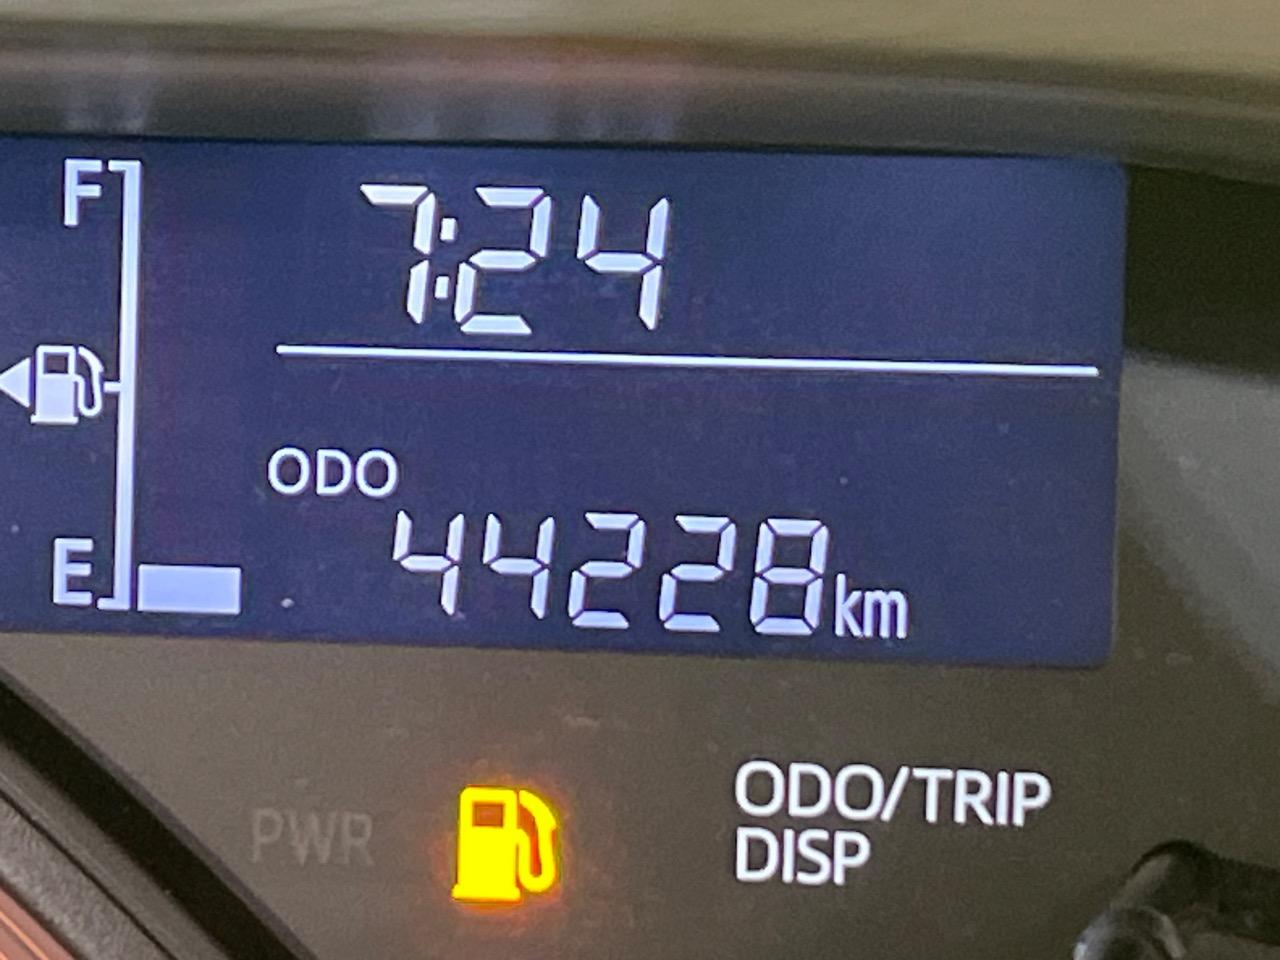 F
7:24
ODO
E
44228km
PWR
ODO/TRIP
DISP